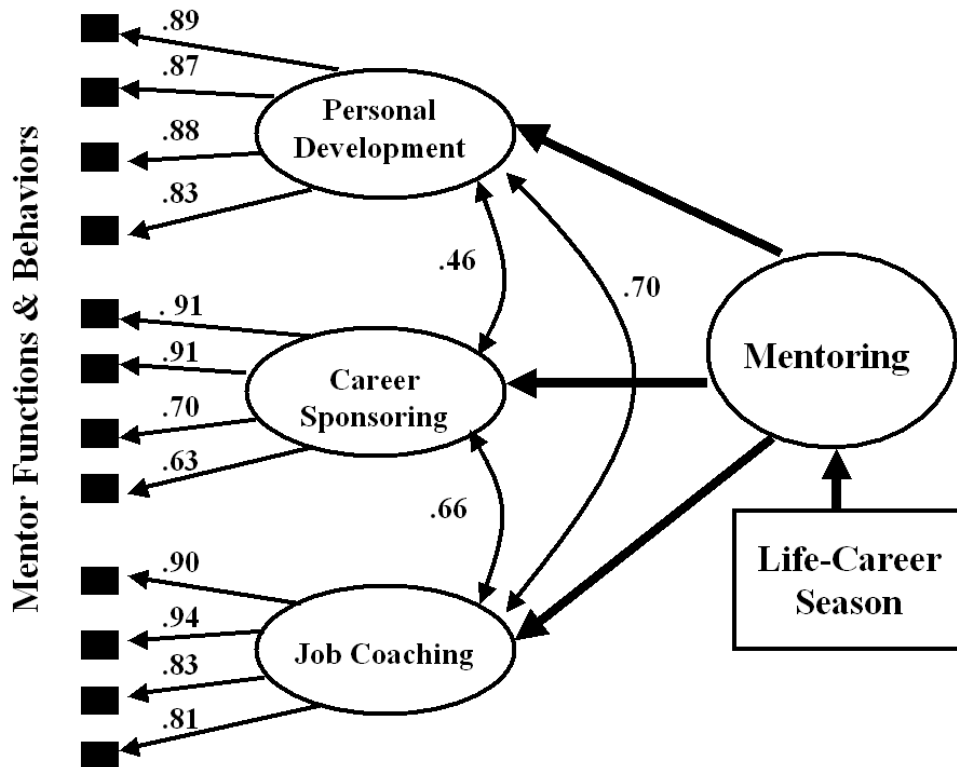 Mentor Functions & Behaviors
.89
.87
.88
.83
Personal
Development
.46
.70
. 91
.91
.70
.63
Career
Sponsoring
Mentoring
.66
.90
.94
.83
.81
Job Coaching
Life-Career
Season